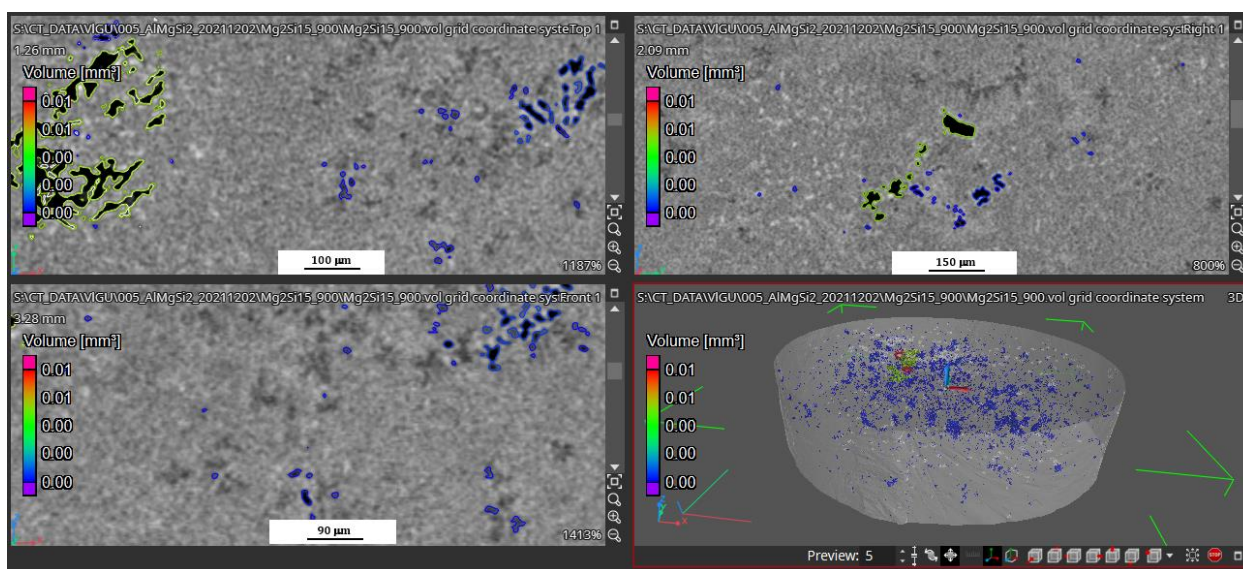 S:\CT_DATA\VlGU\005_AlMgSi2_20211202\Mg2Si15_900\Mg2Si15_900.vol grid coordinate systeTop 1
1.26 mm
Volume [mm³]
0.01
0.01
0.00
0.00
0.00
100 µm
1187%
S:\CT_DATA\VlGU\005_AlMgSi2_20211202\Mg2Si15_900\Mg2Si15_900.vol grid coordinate sysRight 1
2.09 mm
Volume [mm³]
0.01
0.01
0.00
0.00
0.00
150 µm
800%
S:\CT_DATA\VlGU\005_AlMgSi2_20211202\Mg2Si15_900\Mg2Si15_900.vol grid coordinate sysFront 1
3.28 mm
Volume [mm³]
0.01
0.01
0.00
0.00
0.00
90 µm
1413%
S:\CT_DATA\VlGU\005_AlMgSi2_20211202\Mg2Si15_900\Mg2Si15_900.vol grid coordinate system 3D
Volume [mm³]
0.01
0.01
0.00
0.00
0.00
X
Preview: 5
STOP